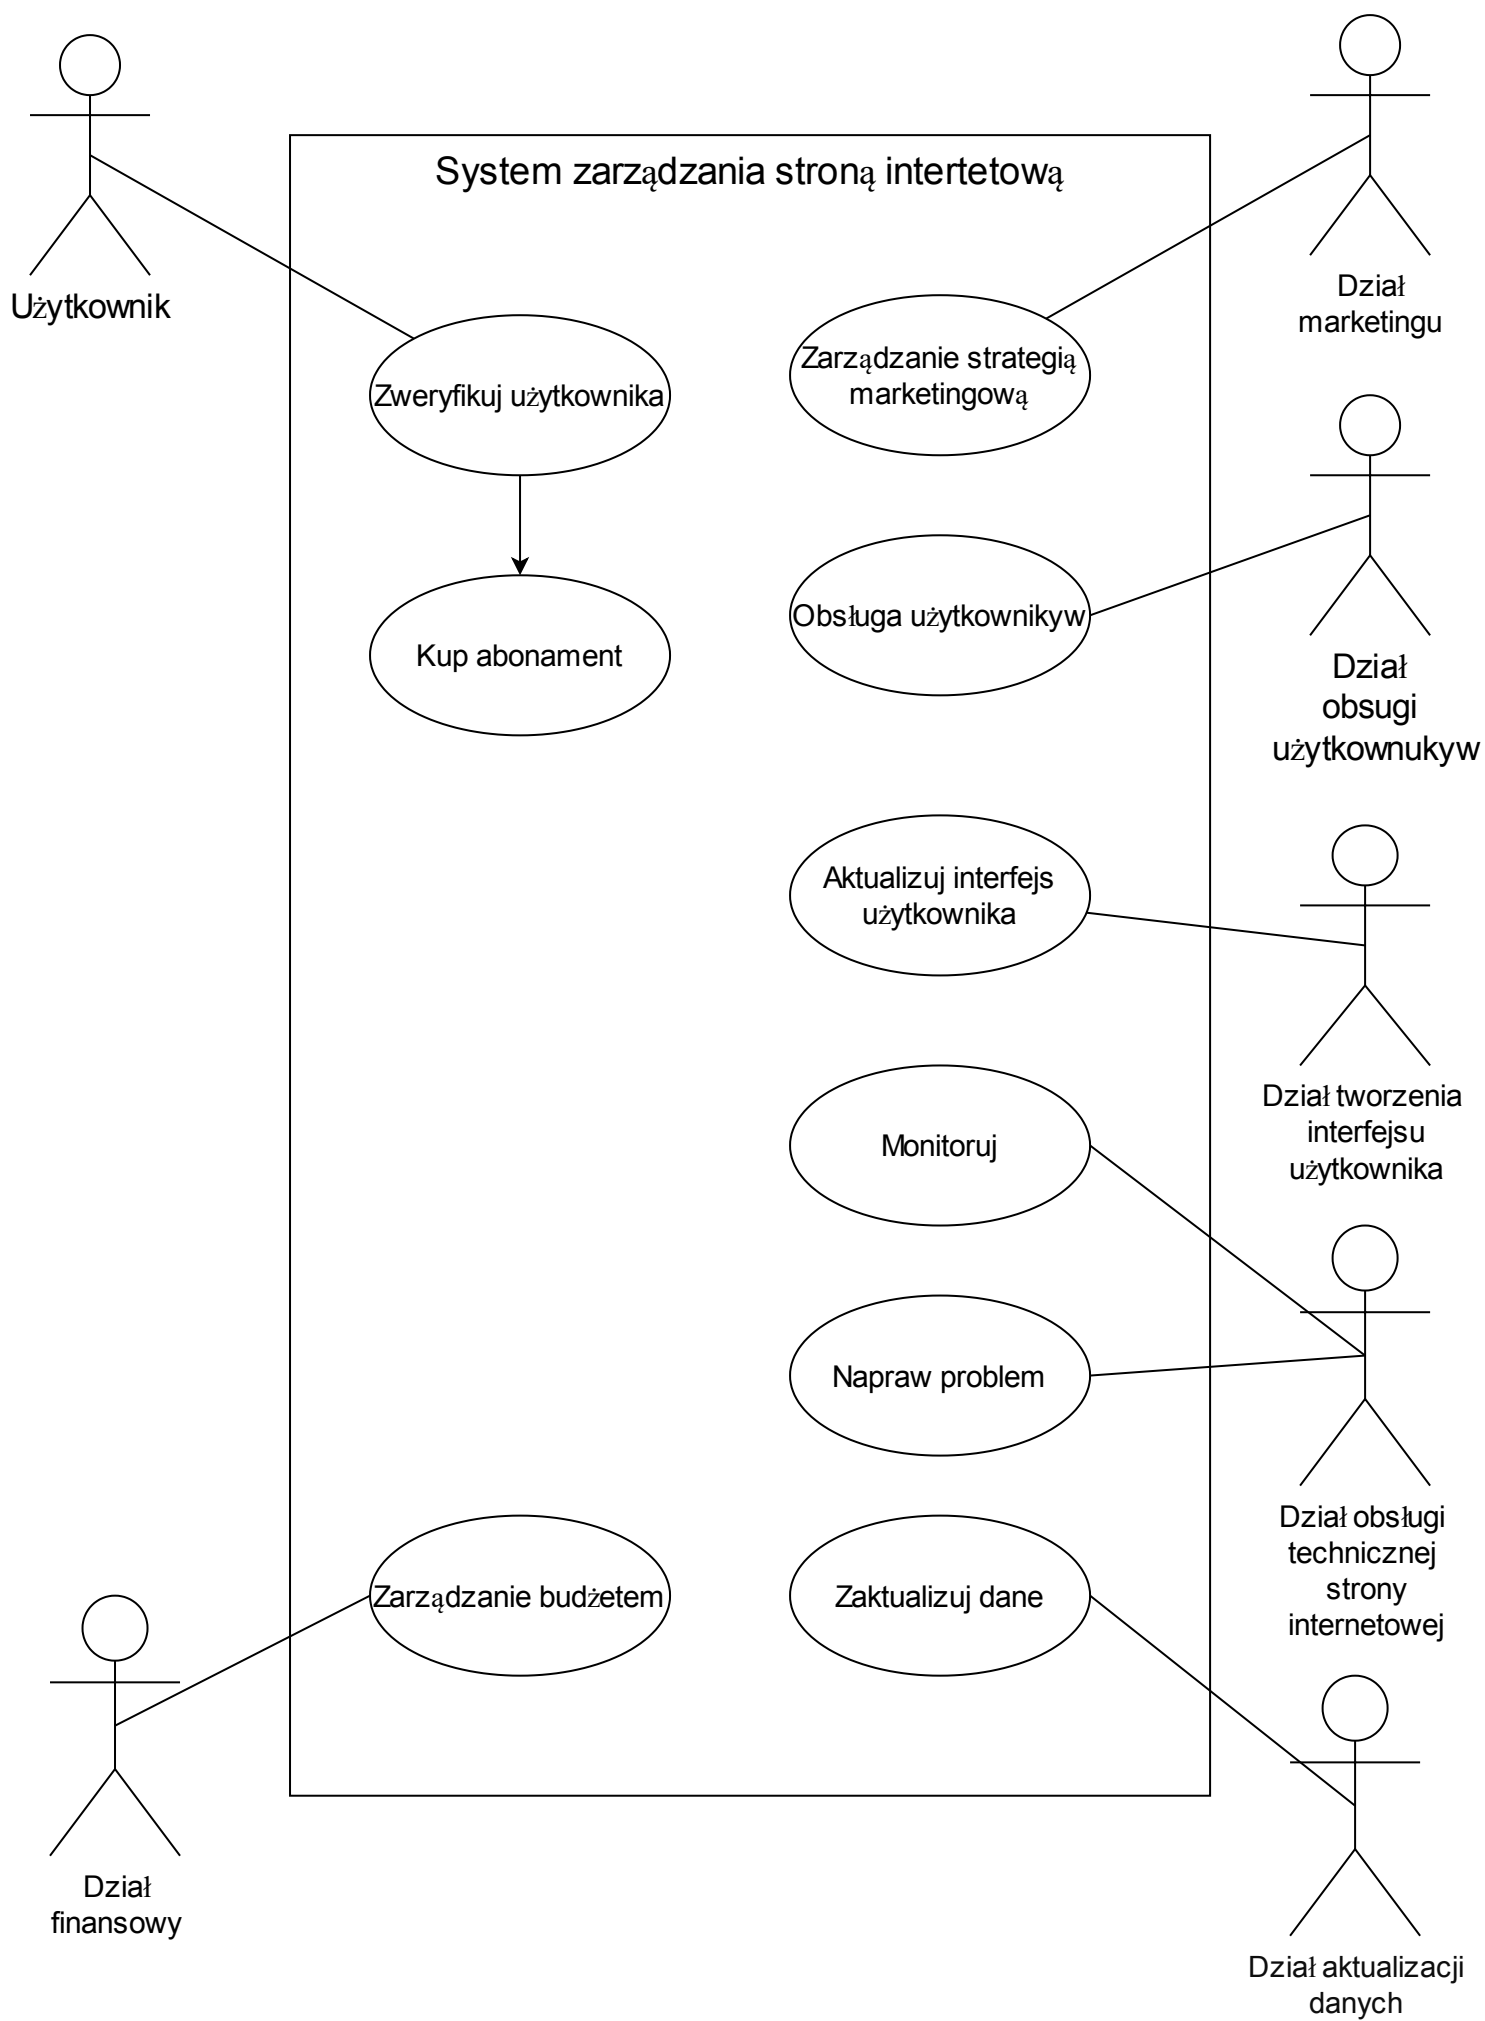 System zarządzania stroną intertetową
Użytkownik
Dział
marketingu
Zweryfikuj użytkownika
Zarządzanie strategią
marketingową
Kup abonament
Obsługa użytkownikyw
Dział
obsugi
użytkownukyw
Aktualizuj interfejs
użytkownika
Dział tworzenia
interfejsu
użytkownika
Monitoruj
Napraw problem
Dział obsługi
technicznej
strony
internetowej
Zarządzanie budżetem
Zaktualizuj dane
Dział
finansowy
Dział aktualizacji
danych